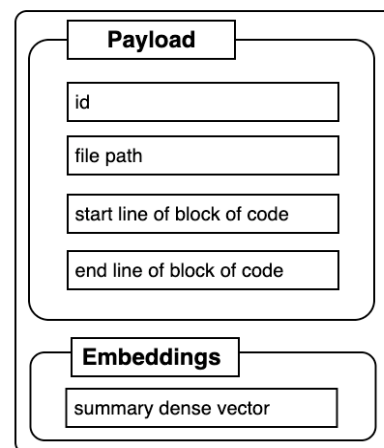 Payload
id
file path
start line of block of code
end line of block of code
Embeddings
summary dense vector